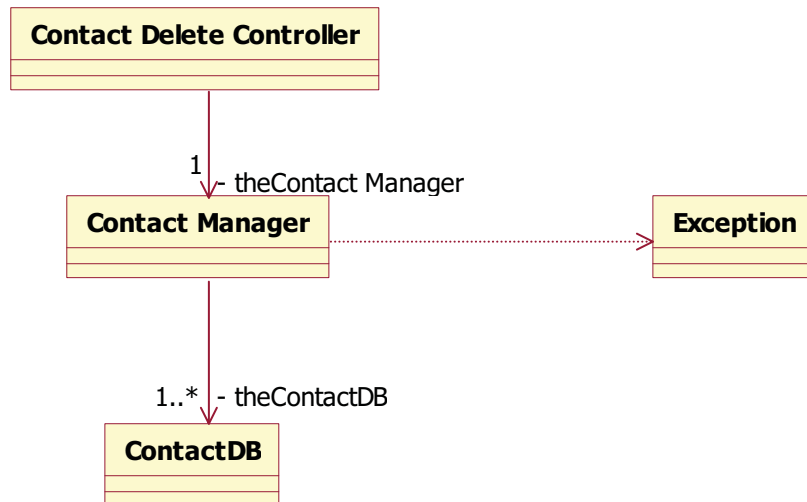 Contact Delete Controller
1
- theContact Manager
Contact Manager
Exception
1..*
- theContactDB
ContactDB